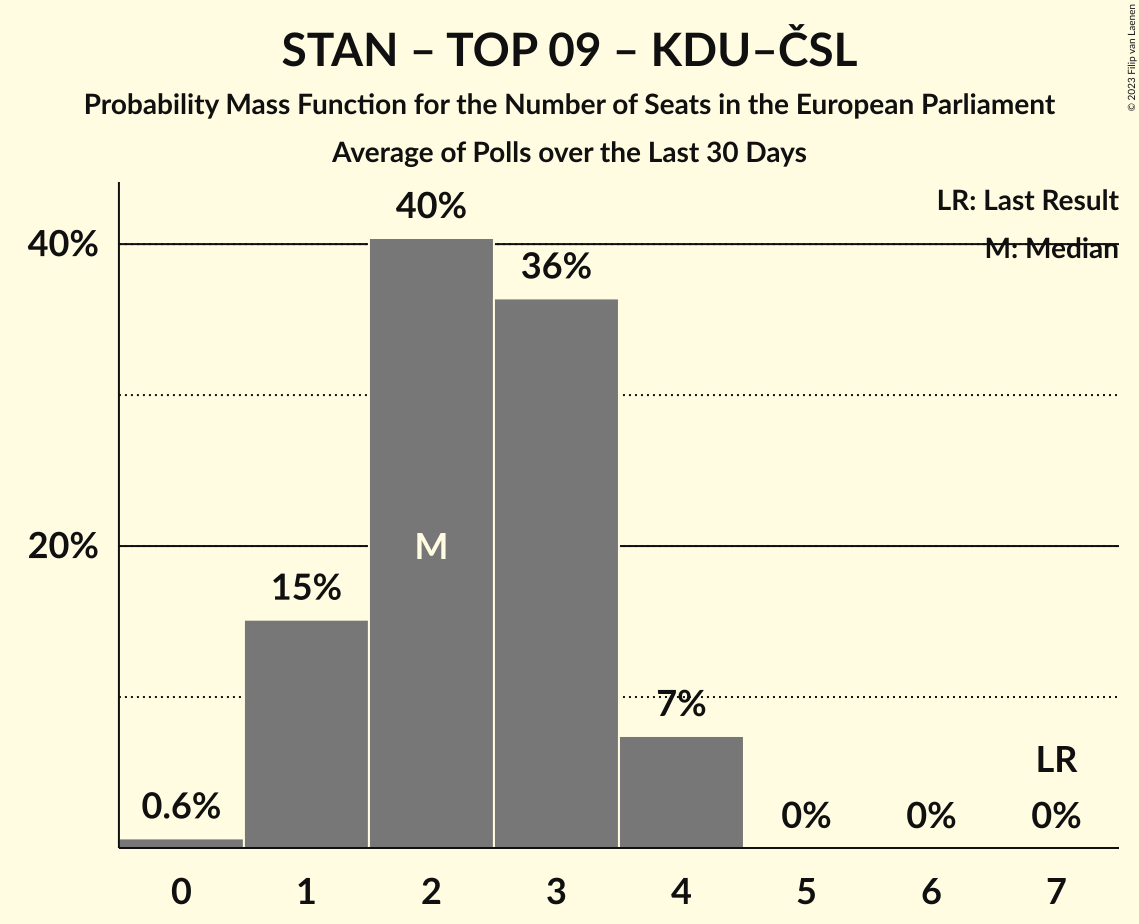 STAN – TOP 09 – KDU–ČSL
Probability Mass Function for the Number of Seats in the European Parliament
Average of Polls over the Last 30 Days
© 2023 Filip van Laenen
LR: Last Result
M: Median
40%
20%
0.6%
15%
40%
36%
7%
0%
0%
0%
LR
M
0 1 2 3 4 5 6 7